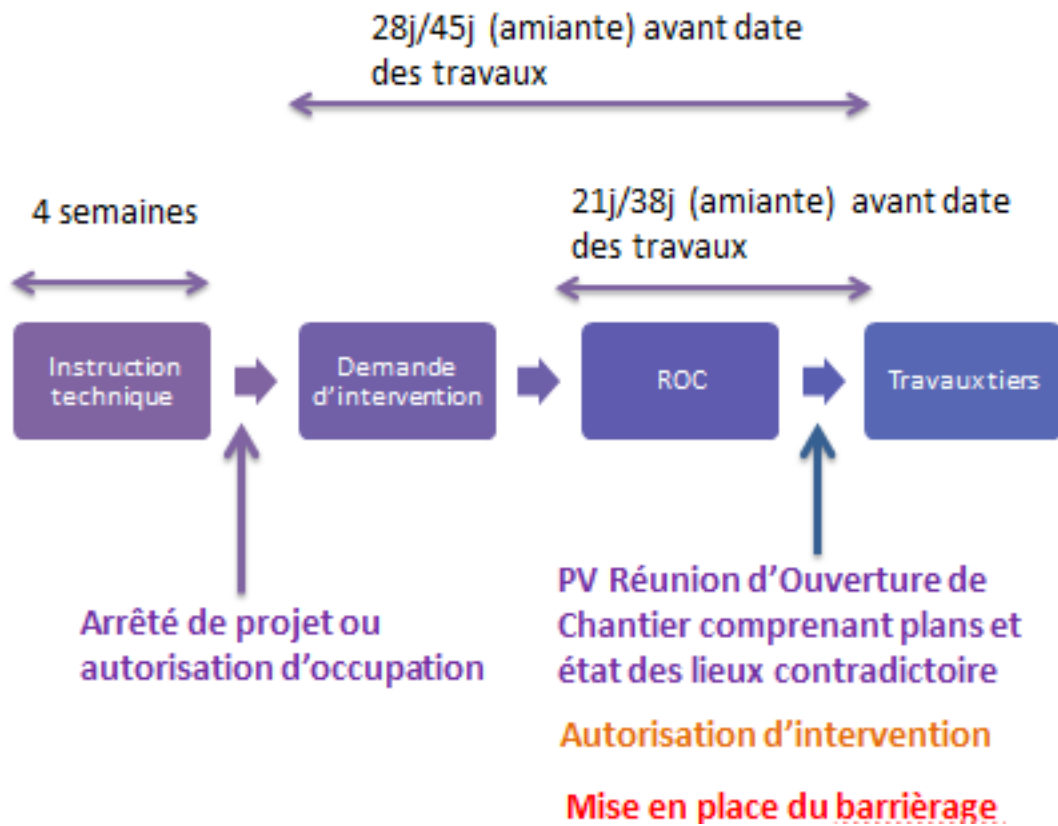 28j/45j (amiante) avant date
des travaux
4 semaines
21j/38j (amiante) avant date
des travaux
Instruction
technique
Demande
d'intervention
ROC
Travaux tiers
Arrêté de projet ou
autorisation d'occupation
PV Réunion d'Ouverture de
Chantier comprenant plans et
état des lieux contradictoire
Autorisation d'intervention
Mise en place du barrièrage